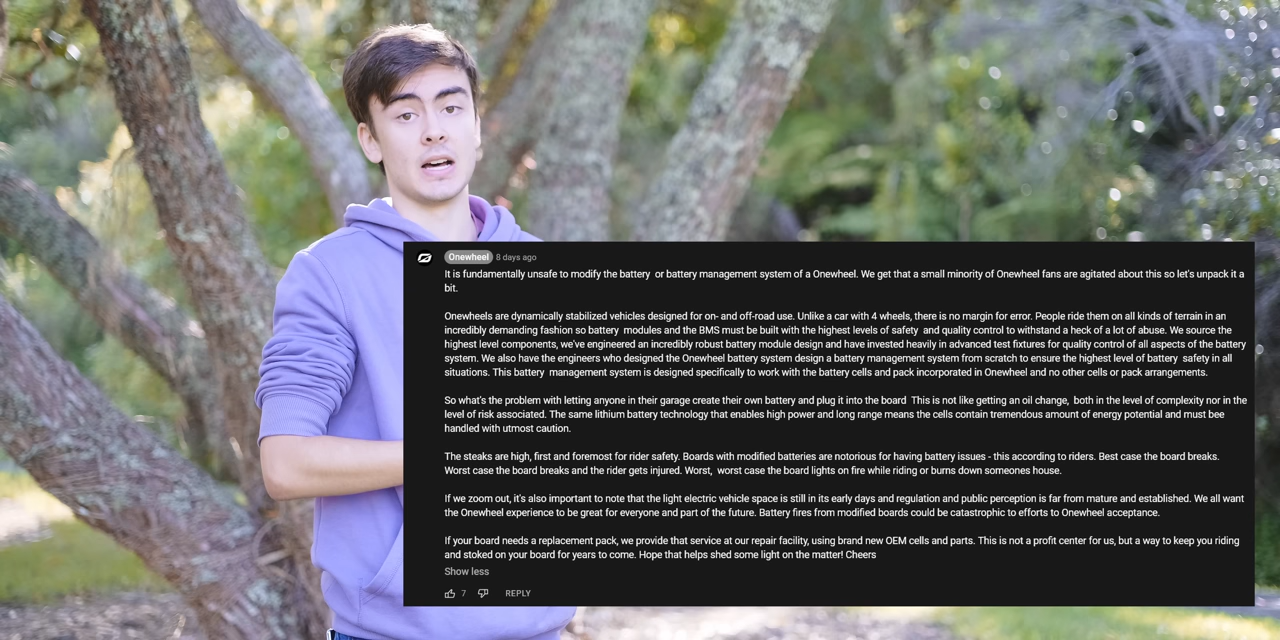 Onewheel 8 days ago
It is fundamentally unsafe to modify the battery or battery management system of a Onewheel. We get that a small minority of Onewheel fans are agitated about this so let's unpack it a
bit.
Onewheels are dynamically stabilized vehicles designed for on- and off-road use. Unlike a car with 4 wheels, there is no margin for error. People ride them on all kinds of terrain in an
incredibly demanding fashion so battery modules and the BMS must be built with the highest levels of safety and quality control to withstand a heck of a lot of abuse. We source the
highest level components, we've engineered an incredibly robust battery module design and have invested heavily in advanced test fixtures for quality control of all aspects of the battery
system. We also have the engineers who designed the Onewheel battery system design a battery management system from scratch to ensure the highest level of battery safety in all
situations. This battery management system is designed specifically to work with the battery cells and pack incorporated in Onewheel and no other cells or pack arrangements.
So what's the problem with letting anyone in their garage create their own battery and plug it into the board This is not like getting an oil change, both in the level of complexity nor in the
level of risk associated. The same lithium battery technology that enables high power and long range means the cells contain tremendous amount of energy potential and must bee
handled with utmost caution.
The steaks are high, first and foremost for rider safety. Boards with modified batteries are notorious for having battery issues - this according to riders. Best case the board breaks.
Worst case the board breaks and the rider gets injured. Worst, worst case the board lights on fire while riding or burns down someones house.
If we zoom out, it's also important to note that the light electric vehicle space is still in its early days and regulation and public perception is far from mature and established. We all want
the Onewheel experience to be great for everyone and part of the future. Battery fires from modified boards could be catastrophic to efforts to Onewheel acceptance.
If your board needs a replacement pack, we provide that service at our repair facility, using brand new OEM cells and parts. This is not a profit center for us, but a way to keep you riding
and stoked on your board for years to come. Hope that helps shed some light on the matter! Cheers
Show less
7 REPLY